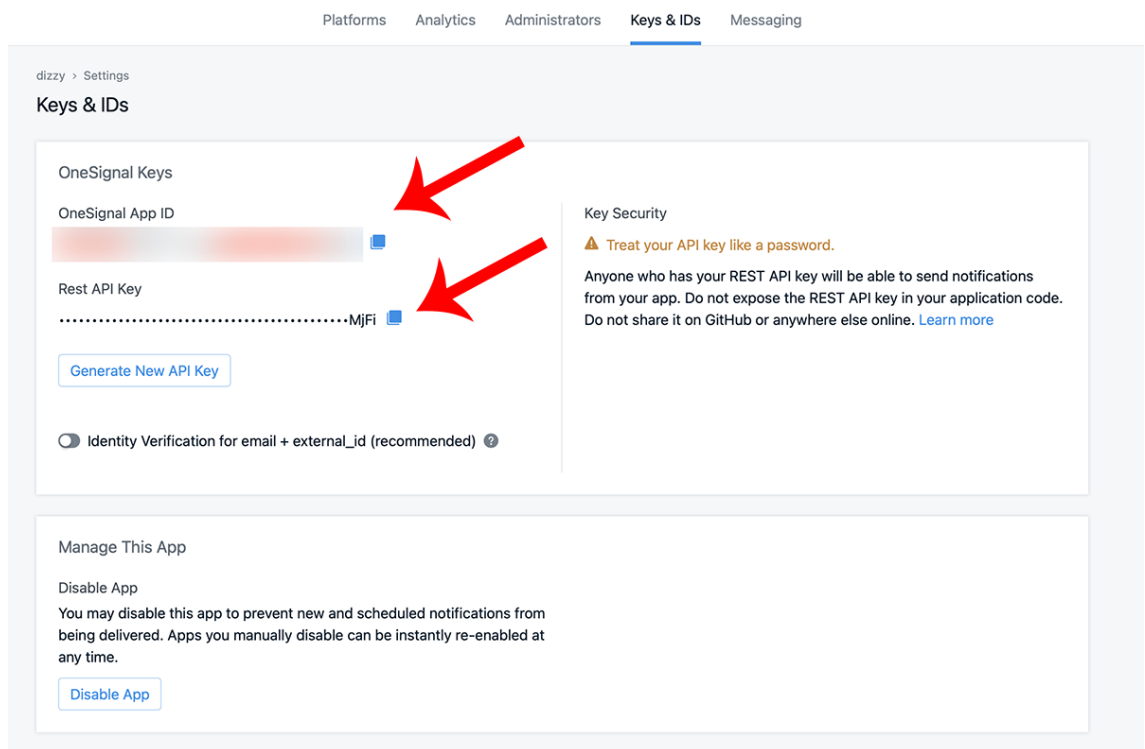 Platforms Analytics Administrators Keys & IDs Messaging
dizzy > Settings
Keys & IDs
OneSignal Keys
OneSignal App ID
Rest API Key
••••••••••••••••••••••••••••••••••••••••••••MjFi
Generate New API Key
Identity Verification for email + external_id (recommended) ?
Key Security
Treat your API key like a password.
Anyone who has your REST API key will be able to send notifications
from your app. Do not expose the REST API key in your application code.
Do not share it on GitHub or anywhere else online. Learn more
Manage This App
Disable App
You may disable this app to prevent new and scheduled notifications from
being delivered. Apps you manually disable can be instantly re-enabled at
any time.
Disable App